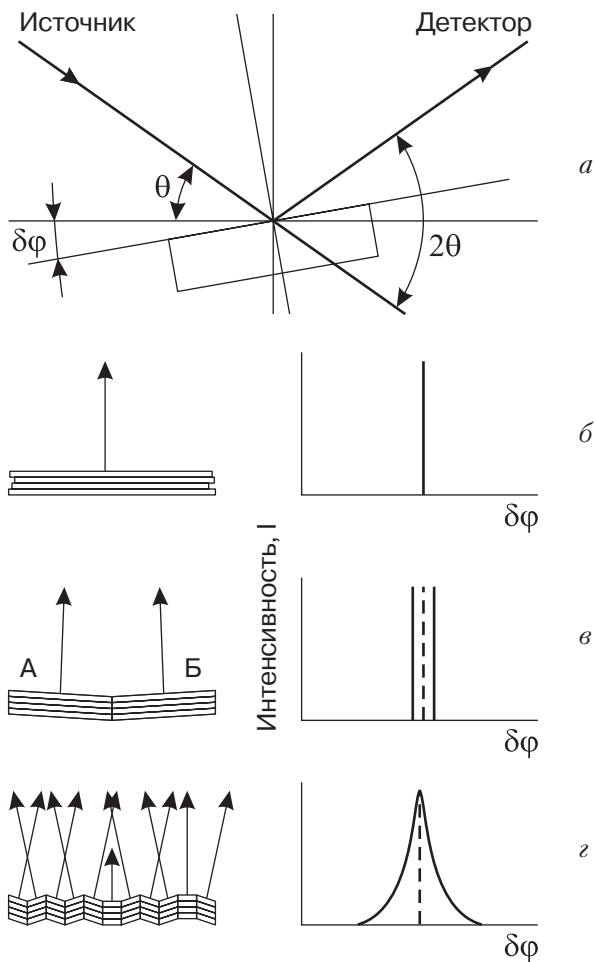 Источник
Детектор
θ
а
δφ
2θ
б
δφ
Интенсивность, I
А
Б
в
δφ
г
δφ